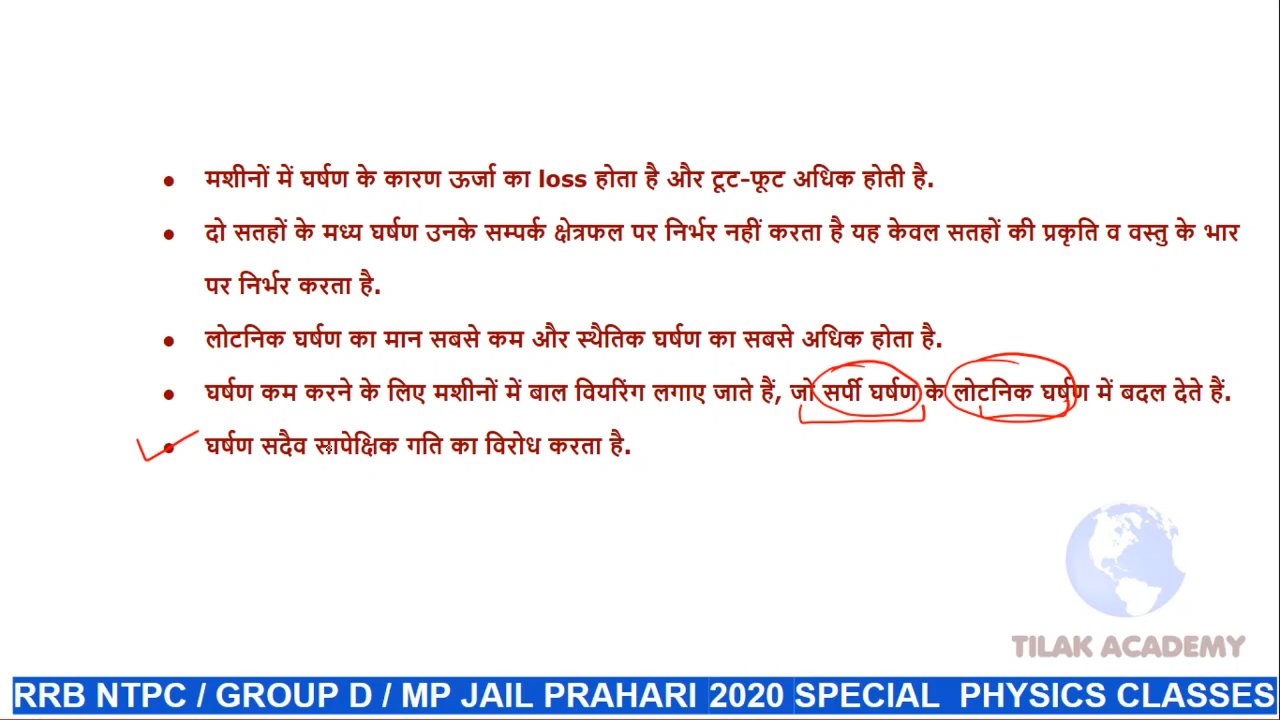 • मशीनों में घर्षण के कारण ऊर्जा का loss होता है और टूट-फूट अधिक होती है.
• दो सतहों के मध्य घर्षण उनके सम्पर्क क्षेत्रफल पर निर्भर नहीं करता है यह केवल सतहों की प्रकृति व वस्तु के भार
पर निर्भर करता है.
• लोटनिक घर्षण का मान सबसे कम और स्थैतिक घर्षण का सबसे अधिक होता है.
• घर्षण कम करने के लिए मशीनों में बाल वियरिंग लगाए जाते हैं, जो सर्पी घर्षण के लोटनिक घर्षण में बदल देते हैं.
• घर्षण सदैव सापेक्षिक गति का विरोध करता है.
TILAK ACADEMY
RRB NTPC / GROUP D / MP JAIL PRAHARI 2020 SPECIAL PHYSICS CLASSES